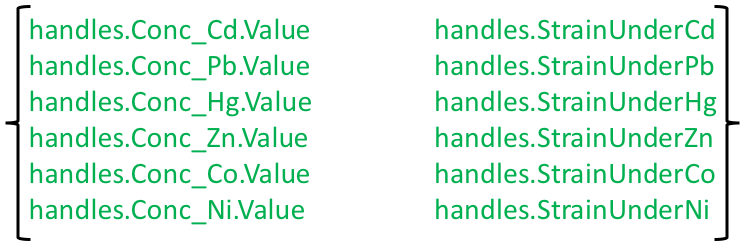 handles.Conc_Cd.Value handles.StrainUnderCd
handles.Conc_Pb.Value handles.StrainUnderPb
handles.Conc_Hg.Value handles.StrainUnderHg
handles.Conc_Zn.Value handles.StrainUnderZn
handles.Conc_Co.Value handles.StrainUnderCo
handles.Conc_Ni.Value handles.StrainUnderNi